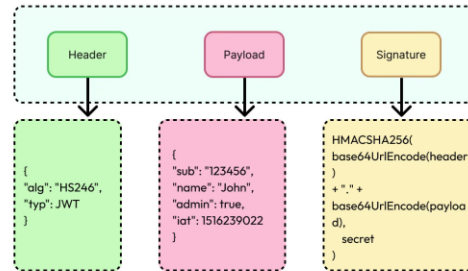 Header
Payload
Signature
{
"alg": "HS246",
"typ": JWT
}
{
"sub": "123456",
"name": "John",
"admin": true,
"iat": 1516239022
}
HMACSHA256(
base64UrlEncode(header
)
+ "." +
base64UrlEncode(payloa
d),
secret
)